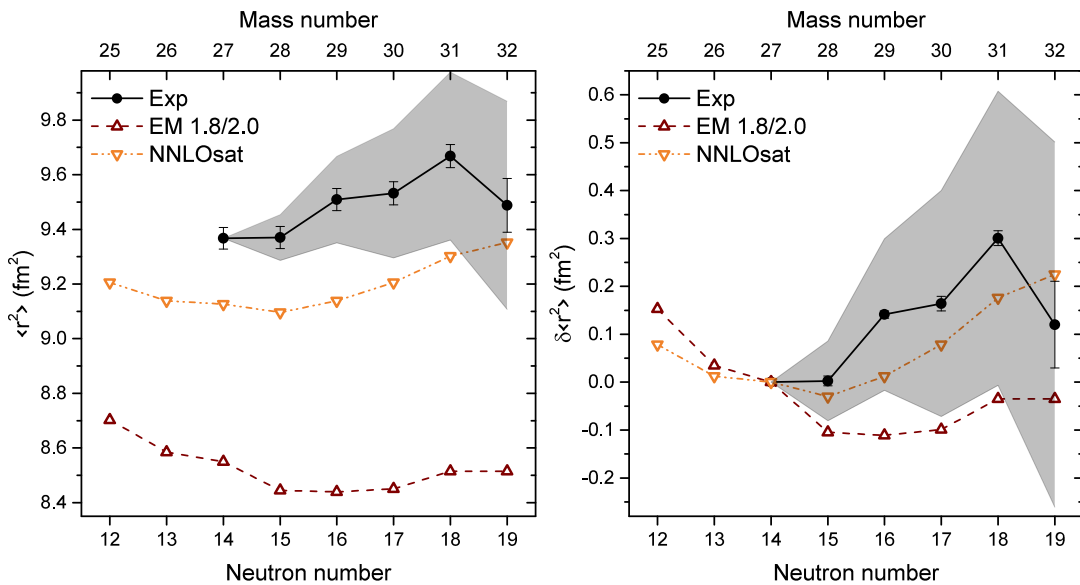 Mass number
25 26 27 28 29 30 31 32
9.8
9.6
9.4
9.2
9.0
8.8
8.6
8.4
<r²> (fm²)
Exp
EM 1.8/2.0
NNLOsat
12 13 14 15 16 17 18 19
Neutron number
Mass number
25 26 27 28 29 30 31 32
0.6
0.5
0.4
0.3
0.2
0.1
0.0
-0.1
-0.2
δ<r²> (fm²)
Exp
EM 1.8/2.0
NNLOsat
12 13 14 15 16 17 18 19
Neutron number